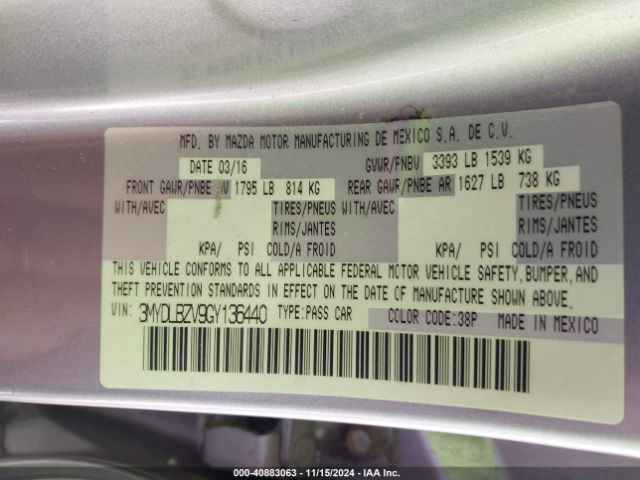 MFD. BY MAZDA MOTOR MANUFACTURING DE MEXICO S.A. DE C.V.
DATE 03/16 GVWR/PNBV 3393 LB 1539 KG
FRONT GAWR/PNBE AV 1795 LB 814 KG REAR GAWR/PNBE AR 1627 LB 738 KG
WITH/AVEC TIRES/PNEUS WITH/AVEC TIRES/PNEUS
RIMS/JANTES RIMS/JANTES
KPA/ PSI COLD/A FROID KPA/ PSI COLD/A FROID
THIS VEHICLE CONFORMS TO ALL APPLICABLE FEDERAL MOTOR VEHICLE SAFETY, BUMPER, AND
THEFT PREVENTION STANDARDS IN EFFECT ON THE DATE OF MANUFACTURE SHOWN ABOVE.
VIN: 3MYDLBZV9GY136440 TYPE: PASS CAR COLOR CODE: 38P MADE IN MEXICO
000-40883063 - 11/15/2024 - IAA Inc.